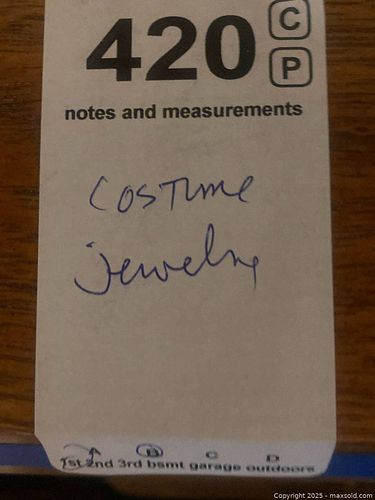 420 C
P
notes and measurements
Costume
jewelry
A B C D
1st 2nd 3rd bsmt garage outdoors
Copyright 2025 - maxsold.com